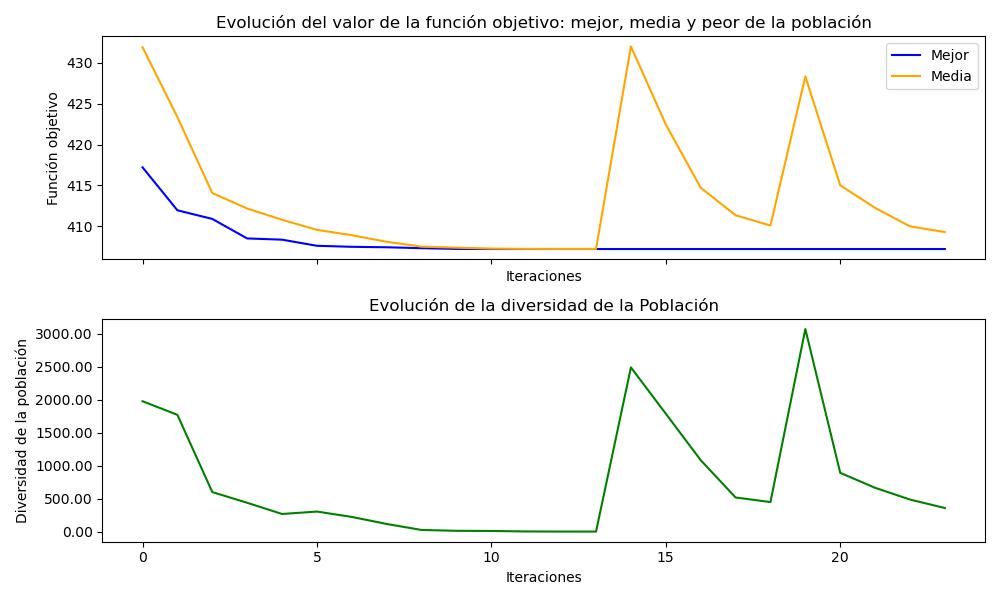 Evolución del valor de la función objetivo: mejor, media y peor de la población
Función objetivo
430
425
420
415
410
Mejor
Media
Iteraciones
Evolución de la diversidad de la Población
Diversidad de la población
3000.00
2500.00
2000.00
1500.00
1000.00
500.00
0.00
0 5 10 15 20
Iteraciones